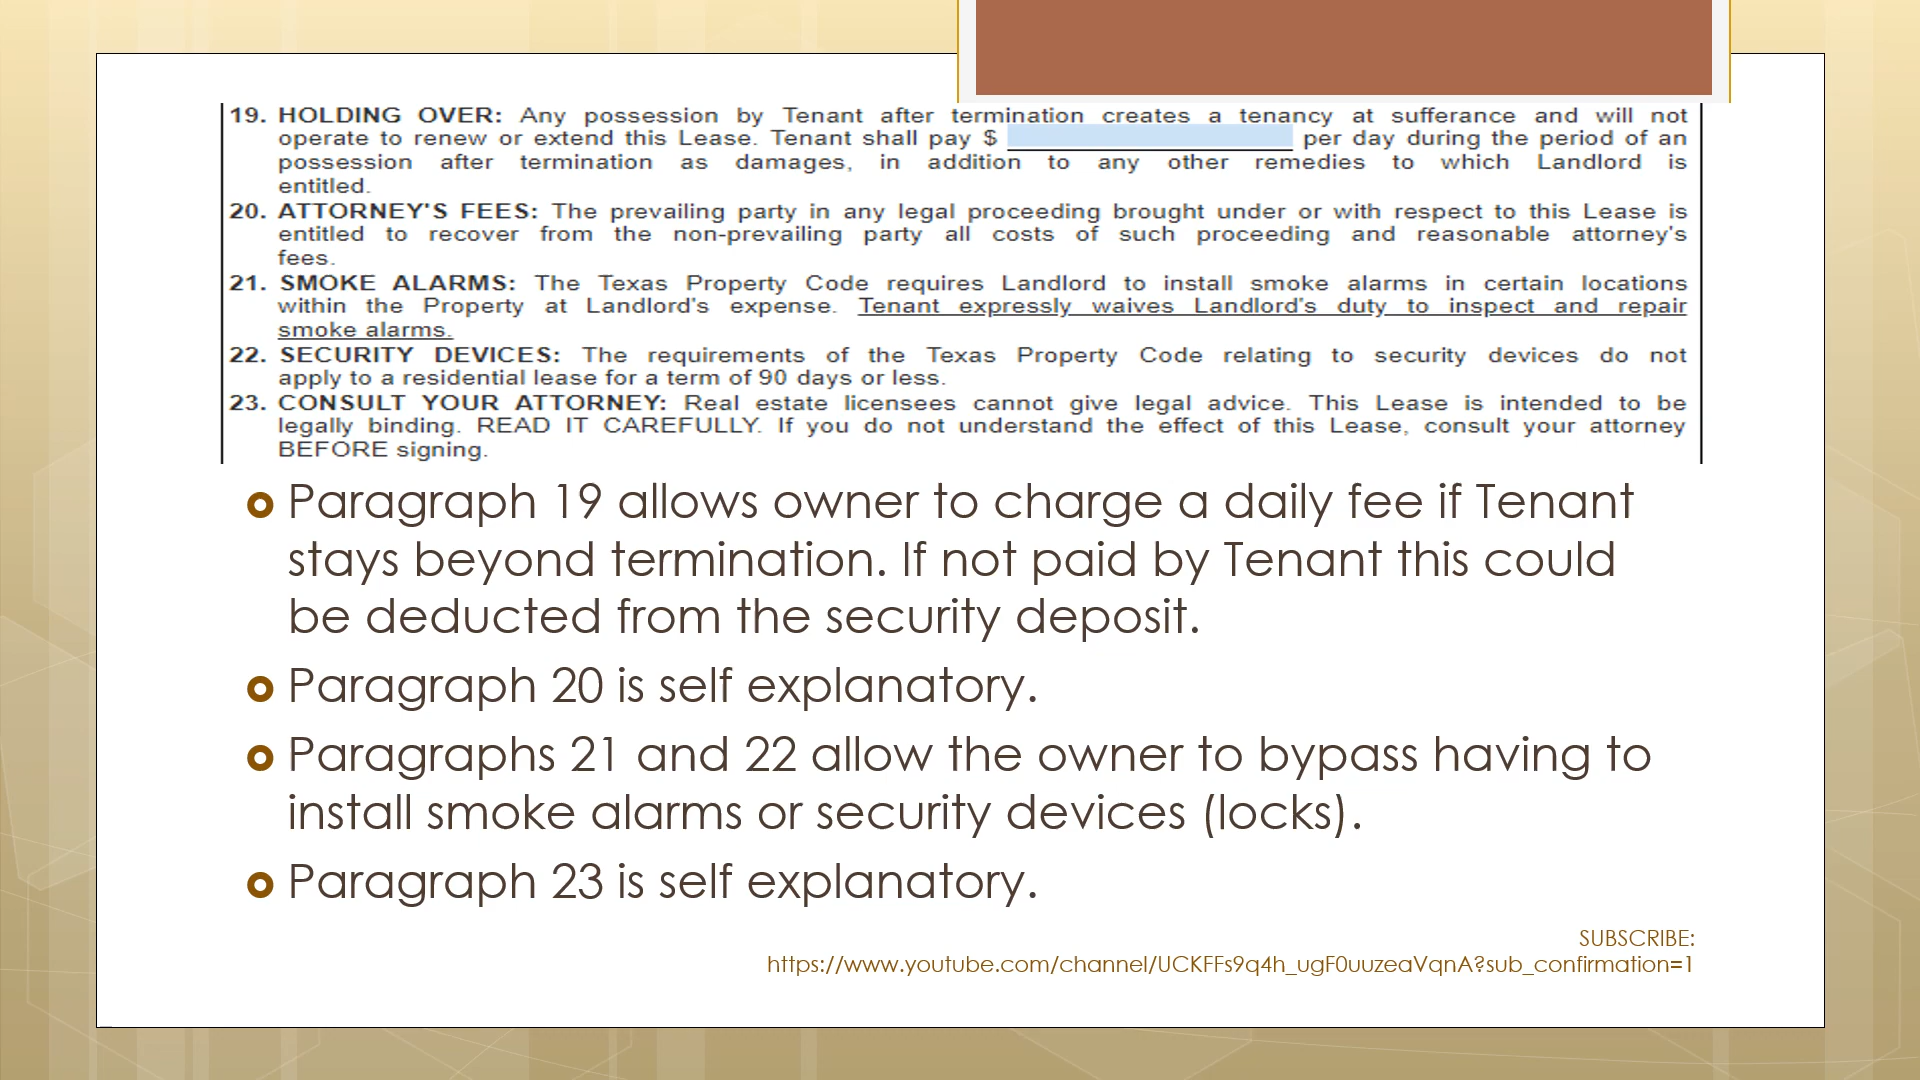 19. HOLDING OVER: Any possession by Tenant after termination creates a tenancy at sufferance and will not
operate to renew or extend this Lease. Tenant shall pay $ ____________ per day during the period of an
possession after termination as damages, in addition to any other remedies to which Landlord is
entitled.
20. ATTORNEY'S FEES: The prevailing party in any legal proceeding brought under or with respect to this Lease is
entitled to recover from the non-prevailing party all costs of such proceeding and reasonable attorney's
fees.
21. SMOKE ALARMS: The Texas Property Code requires Landlord to install smoke alarms in certain locations
within the Property at Landlord's expense. Tenant expressly waives Landlord's duty to inspect and repair
smoke alarms.
22. SECURITY DEVICES: The requirements of the Texas Property Code relating to security devices do not
apply to a residential lease for a term of 90 days or less.
23. CONSULT YOUR ATTORNEY: Real estate licensees cannot give legal advice. This Lease is intended to be
legally binding. READ IT CAREFULLY. If you do not understand the effect of this Lease, consult your attorney
BEFORE signing.
Paragraph 19 allows owner to charge a daily fee if Tenant
stays beyond termination. If not paid by Tenant this could
be deducted from the security deposit.
Paragraph 20 is self explanatory.
Paragraphs 21 and 22 allow the owner to bypass having to
install smoke alarms or security devices (locks).
Paragraph 23 is self explanatory.
SUBSCRIBE:
https://www.youtube.com/channel/UCKFFs9q4h_ugF0uuzeaVqnA?sub_confirmation=1